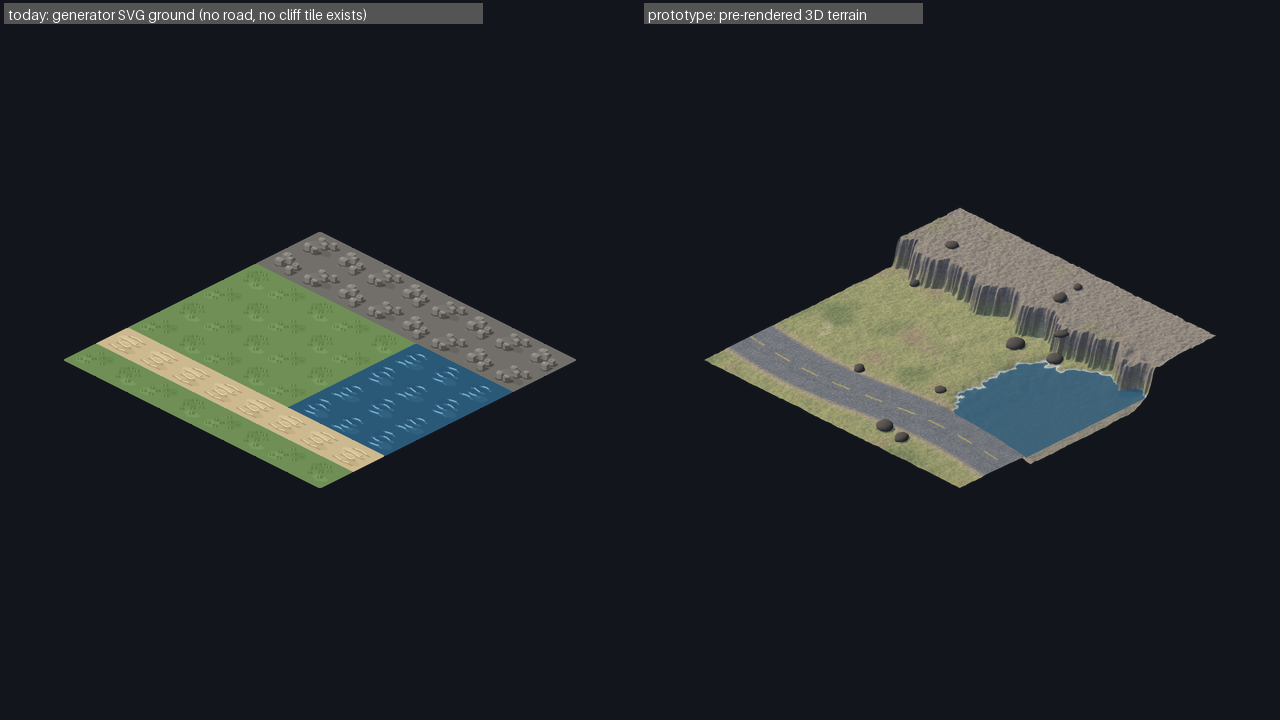 today: generator SVG ground (no road, no cliff tile exists)
prototype: pre-rendered 3D terrain